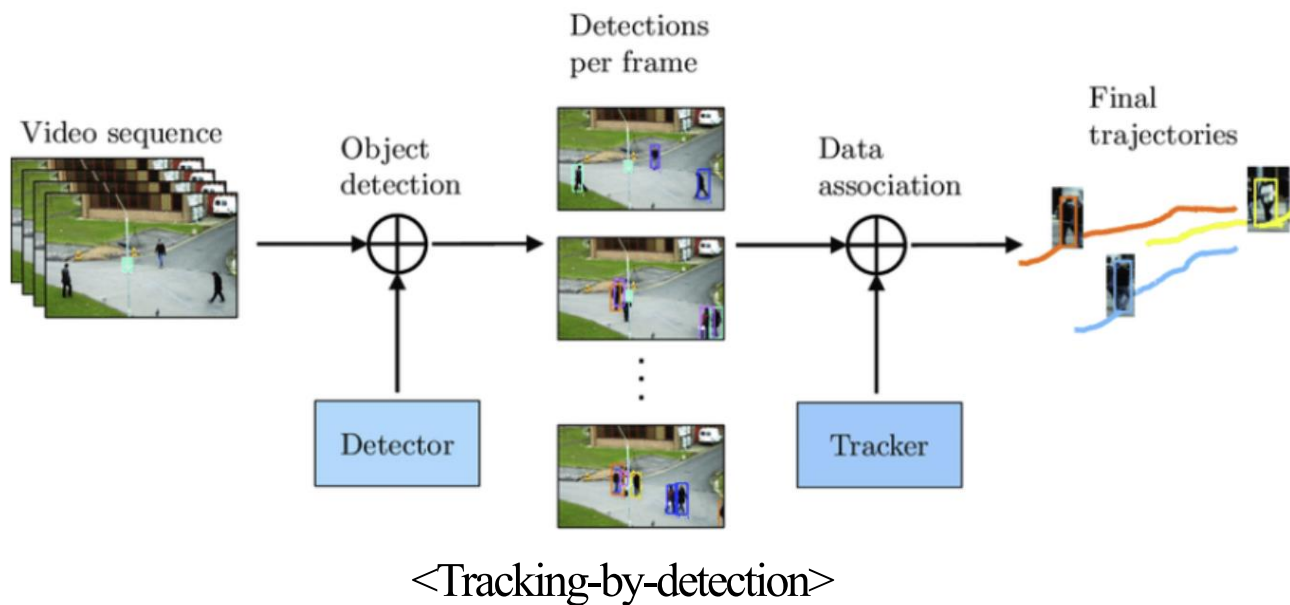 Video sequence
Object
detection
Detector
Detections
per frame
Data
association
Tracker
Final
trajectories
<Tracking-by-detection>